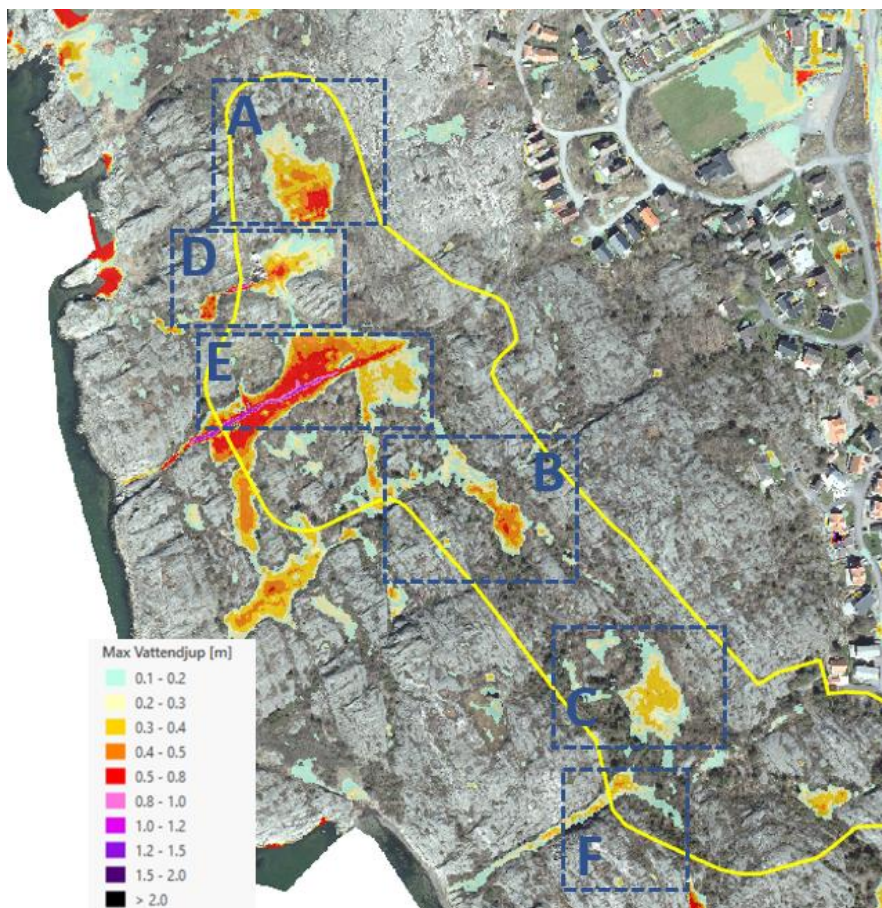 A
D
E
B
C
F
Max Vattendjup [m]
0.1 - 0.2
0.2 - 0.3
0.3 - 0.4
0.4 - 0.5
0.5 - 0.8
0.8 - 1.0
1.0 - 1.2
1.2 - 1.5
1.5 - 2.0
> 2.0